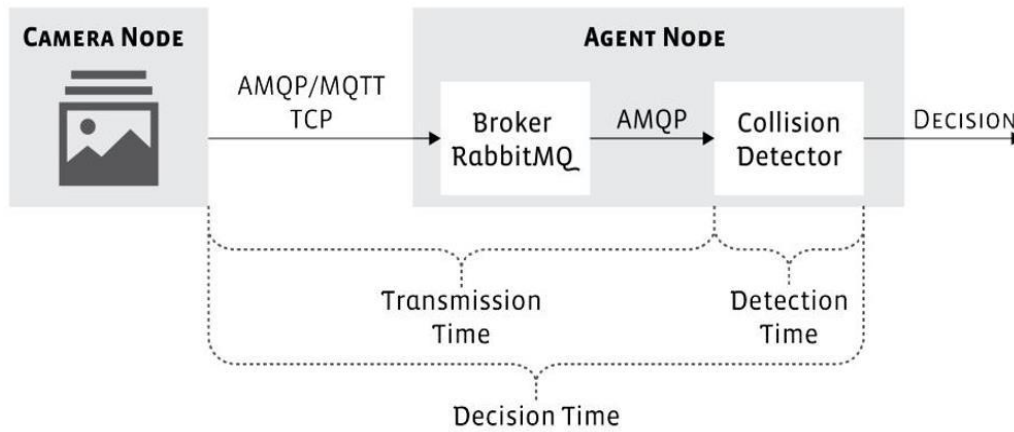 CAMERA NODE
AGENT NODE
AMQP/MQTT
TCP
Broker
RabbitMQ
AMQP
Collision
Detector
DECISION
Transmission
Time
Detection
Time
Decision Time